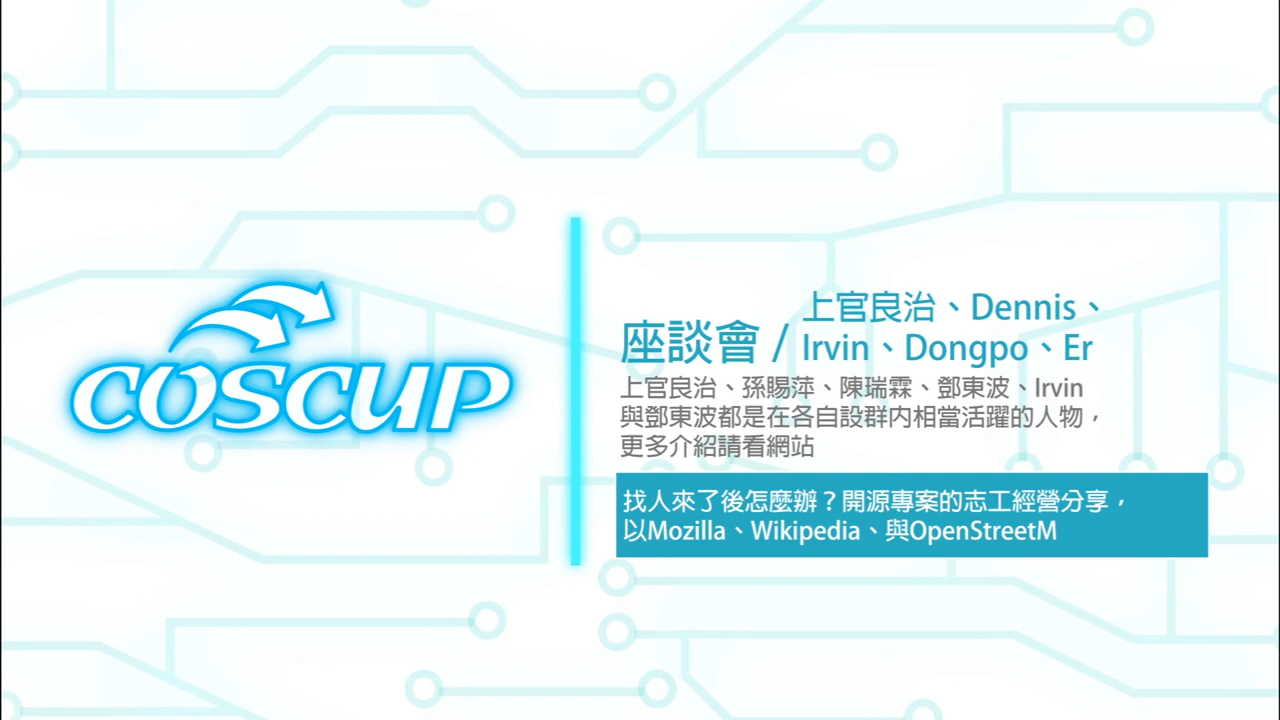 COSCUP
座談會 / 上官良治、Dennis、
Irvin、Dongpo、Er
上官良治、孫賜萍、陳瑞霖、鄧東波、Irvin
與鄧東波都是在各自設群內相當活躍的人物，
更多介紹請看網站
找人來了後怎麼辦？開源專案的志工經營分享，
以Mozilla、Wikipedia、與OpenStreetM